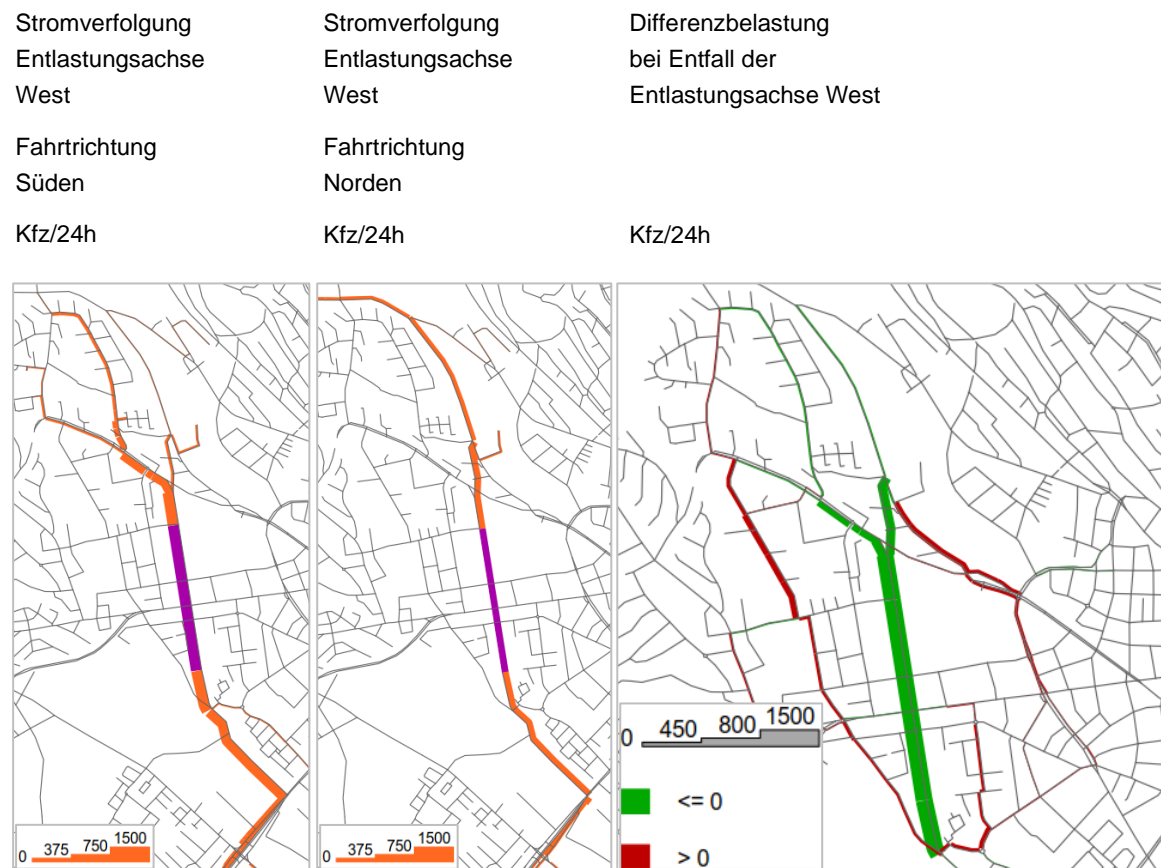 Stromverfolgung
Entlastungsachse
West
Fahrtrichtung
Süden
Kfz/24h
Stromverfolgung
Entlastungsachse
West
Fahrtrichtung
Norden
Kfz/24h
Differenzbelastung
bei Entfall der
Entlastungsachse West
Kfz/24h
0 375 750 1500
0 375 750 1500
0 450 800 1500
<= 0
> 0